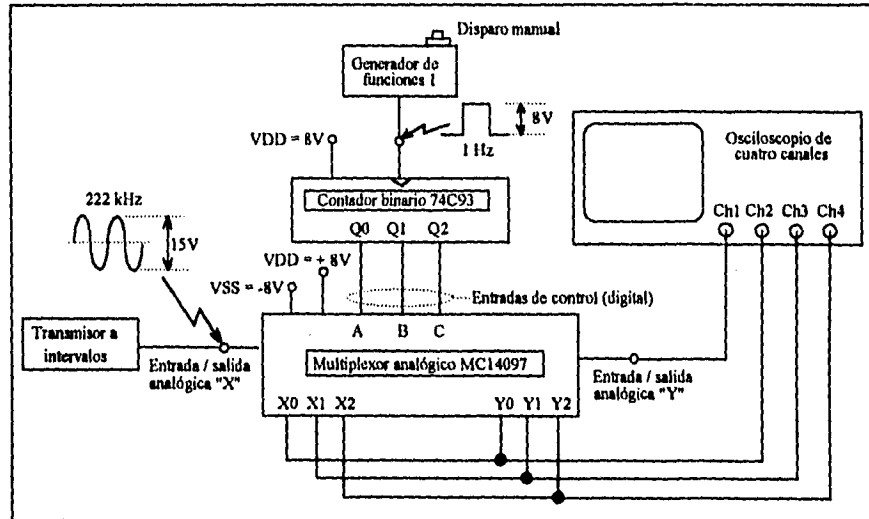 Disparo manual
Generador de
funciones 1
8V
1 Hz
VDD = 8V
Osciloscopio de
cuatro canales
Ch1 Ch2 Ch3 Ch4
Contador binario 74C93
Q0 Q1 Q2
222 kHz
15V
VDD = + 8V
VSS = -8V
Entradas de control (digital)
A B C
Transmisor a
intervalos
Entrada / salida
analógica "X"
Multiplexor analógico MC14097
Entrada / salida
analógica "Y"
X0 X1 X2 Y0 Y1 Y2